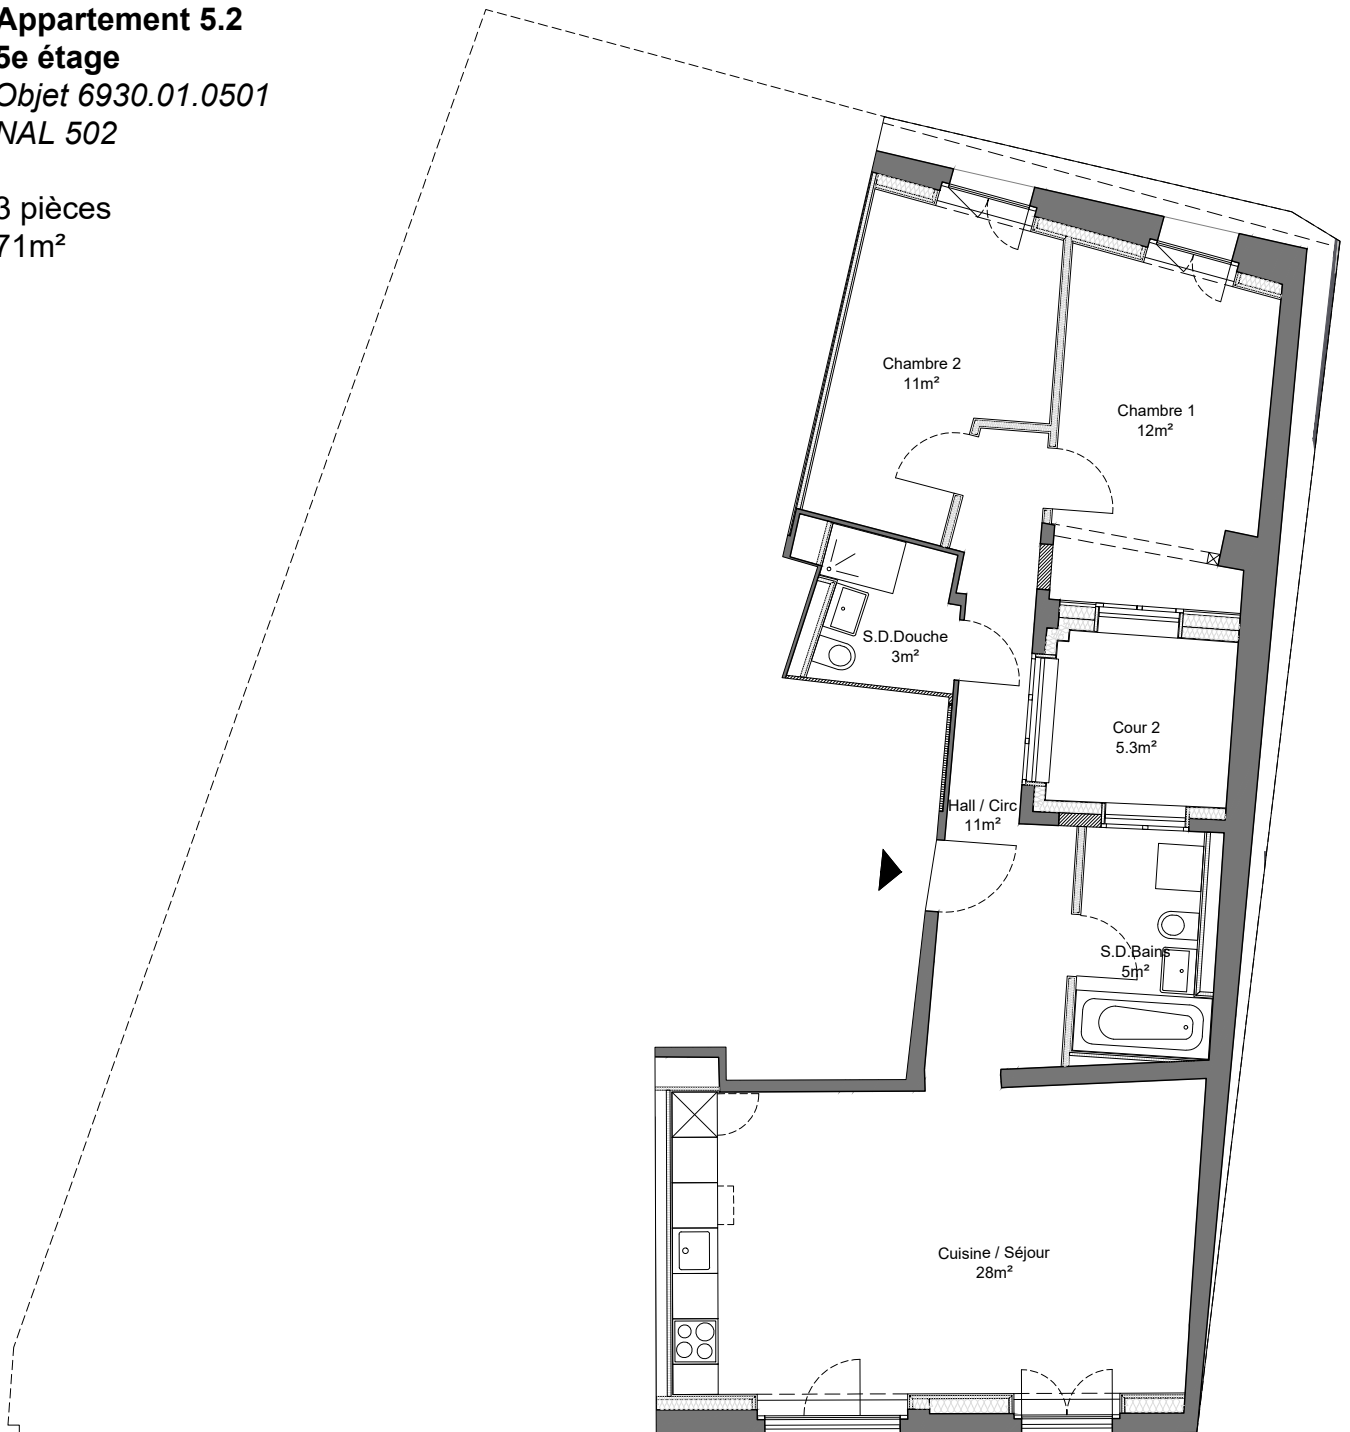 Appartement 5.2
5e étage
Objet 6930.01.0501
NAL 502
3 pièces
71m²
Chambre 2
11m²
Chambre 1
12m²
S.D.Douche
3m²
Cour 2
5.3m²
Hall / Circ
11m²
S.D.Bains
5m²
Cuisine / Séjour
28m²